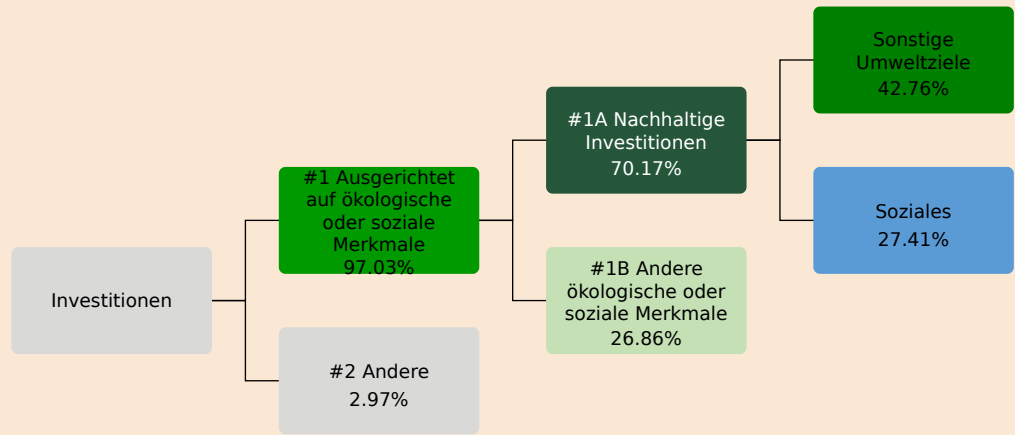 Investitionen
#1 Ausgerichtet
auf ökologische
oder soziale
Merkmale
97.03%
#2 Andere
2.97%
#1A Nachhaltige
Investitionen
70.17%
#1B Andere
ökologische oder
soziale Merkmale
26.86%
Sonstige
Umweltziele
42.76%
Soziales
27.41%